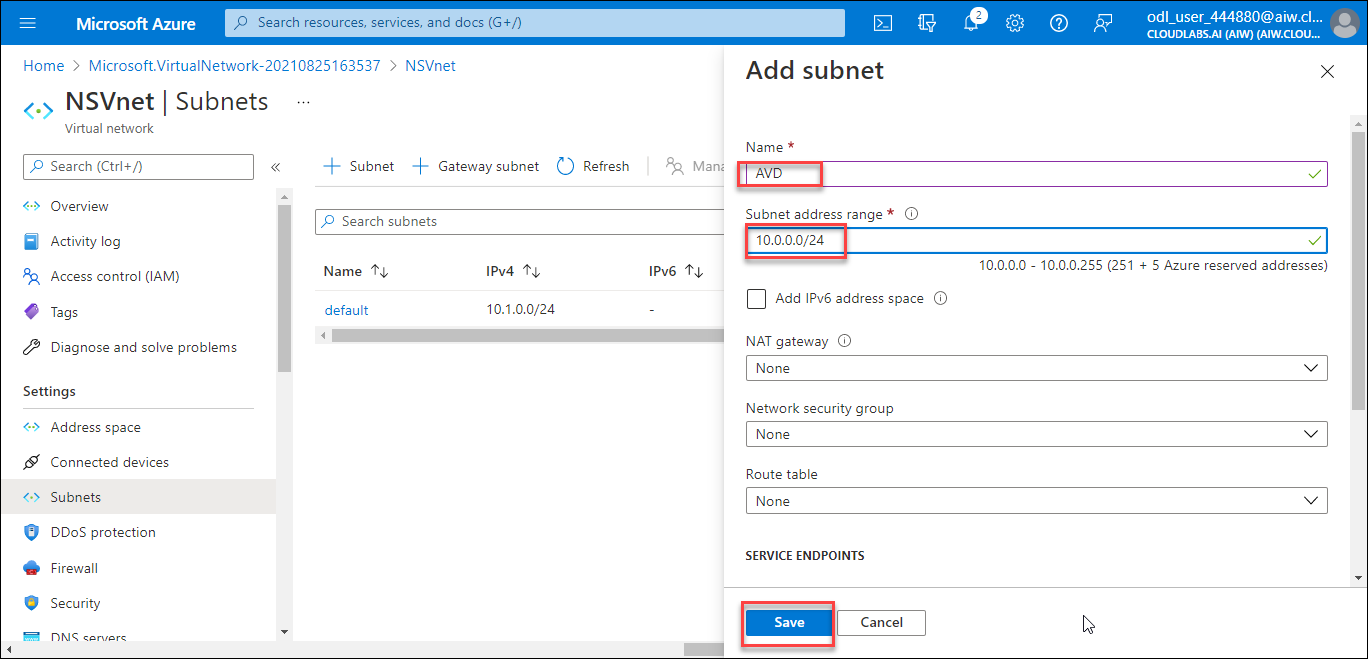 Microsoft Azure
Search resources, services, and docs (G+/)
2
odl_user_444880@aiw.cl...
CLOUDLABS.AI (AIW) (AIW.CLOU...
Home > Microsoft.VirtualNetwork-20210825163537 > NSVnet
NSVnet | Subnets ...
Virtual network
Search (Ctrl+/)
«
Overview
Activity log
Access control (IAM)
Tags
Diagnose and solve problems
Settings
Address space
Connected devices
Subnets
DDoS protection
Firewall
Security
DNS servers
+ Subnet + Gateway subnet Refresh Mana
Search subnets
Name ↑↓ IPv4 ↑↓ IPv6 ↑↓
default 10.1.0.0/24 -
Add subnet
Name *
AVD
Subnet address range *
10.0.0.0/24
10.0.0.0 - 10.0.0.255 (251 + 5 Azure reserved addresses)
Add IPv6 address space
NAT gateway
None
Network security group
None
Route table
None
SERVICE ENDPOINTS
Save Cancel